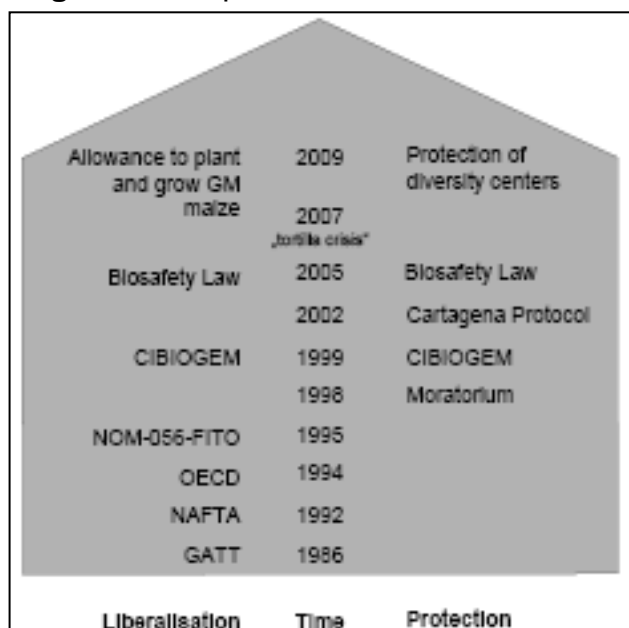 Allowance to plant 2009 Protection of
and grow GM diversity centers
maize
2007
„tortilla crisis“
Biosafety Law 2005 Biosafety Law
2002 Cartagena Protocol
CIBIOGEM 1999 CIBIOGEM
1998 Moratorium
NOM-056-FITO 1995
OECD 1994
NAFTA 1992
GATT 1986
Liberalisation Time Protection